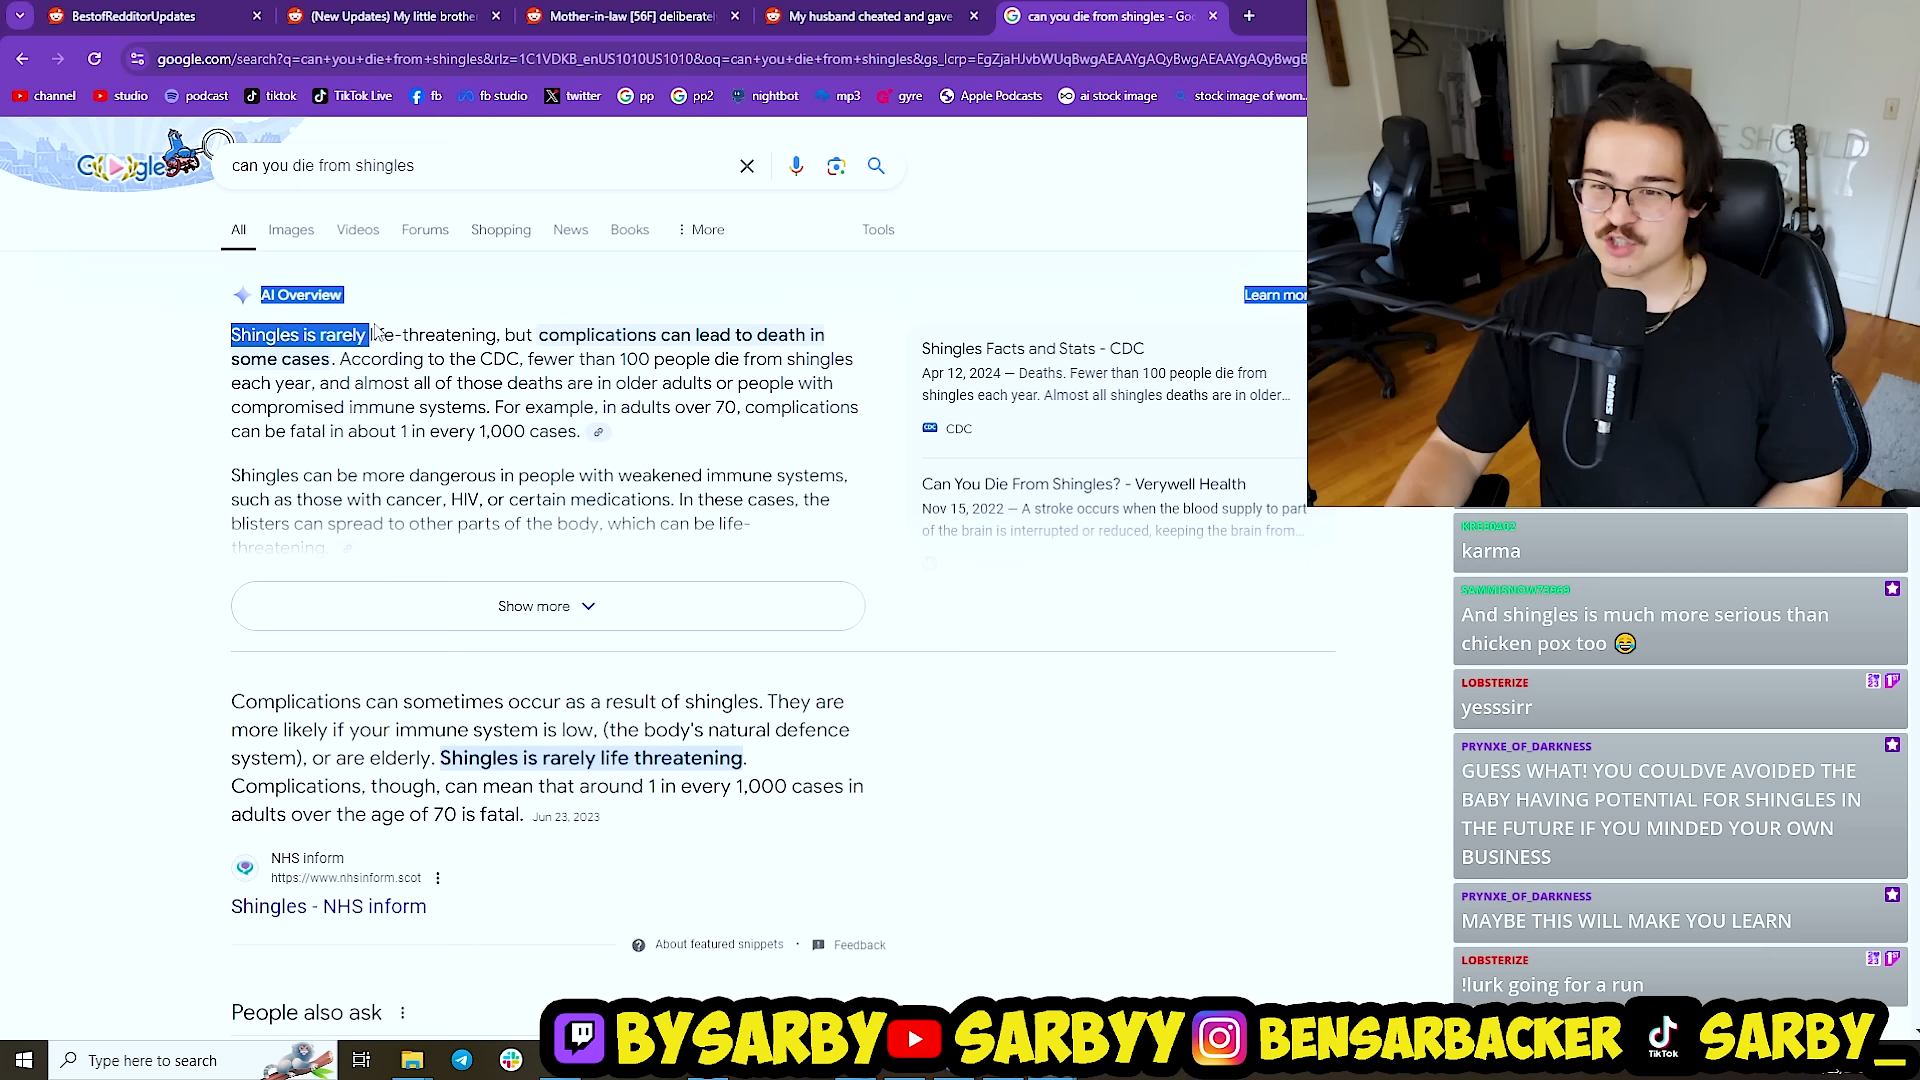 BestofRedditorUpdates
(New Updates) My little brothe
Mother-in-law [56F] deliberate
My husband cheated and gave
can you die from shingles - Goo
google.com/search?q=can+you+die+from+shingles&rlz=1C1VDKB_enUS1010US1010&oq=can+you+die+from+shingles&gs_lcrp=EgZjaHJvbWUqBwgAEAAYgAQyBwgAEAAYgAQyBwgB
channel
studio
podcast
tiktok
TikTok Live
fb
fb studio
twitter
pp
pp2
nightbot
mp3
gyre
Apple Podcasts
ai stock image
stock image of wom...
Google
can you die from shingles
All
Images
Videos
Forums
Shopping
News
Books
More
Tools
AI Overview
Learn mor
Shingles is rarely life-threatening, but complications can lead to death in
some cases. According to the CDC, fewer than 100 people die from shingles
each year, and almost all of those deaths are in older adults or people with
compromised immune systems. For example, in adults over 70, complications
can be fatal in about 1 in every 1,000 cases.
Shingles can be more dangerous in people with weakened immune systems,
such as those with cancer, HIV, or certain medications. In these cases, the
blisters can spread to other parts of the body, which can be life-
threatening.
Show more
Shingles Facts and Stats - CDC
Apr 12, 2024 — Deaths. Fewer than 100 people die from
shingles each year. Almost all shingles deaths are in older...
CDC
Can You Die From Shingles? - Verywell Health
Nov 15, 2022 — A stroke occurs when the blood supply to part
of the brain is interrupted or reduced, keeping the brain from...
Complications can sometimes occur as a result of shingles. They are
more likely if your immune system is low, (the body's natural defence
system), or are elderly. Shingles is rarely life threatening.
Complications, though, can mean that around 1 in every 1,000 cases in
adults over the age of 70 is fatal. Jun 23, 2023
NHS inform
https://www.nhsinform.scot
Shingles - NHS inform
About featured snippets
Feedback
People also ask
KREE0402
karma
SAMMISNOW73969
And shingles is much more serious than
chicken pox too
LOBSTERIZE
yesssirr
PRYNXE_OF_DARKNESS
GUESS WHAT! YOU COULDVE AVOIDED THE
BABY HAVING POTENTIAL FOR SHINGLES IN
THE FUTURE IF YOU MINDED YOUR OWN
BUSINESS
PRYNXE_OF_DARKNESS
MAYBE THIS WILL MAKE YOU LEARN
LOBSTERIZE
!lurk going for a run
BYSARBY
SARBYY
BENSARBACKER
TikTok
SARBY_
Type here to search